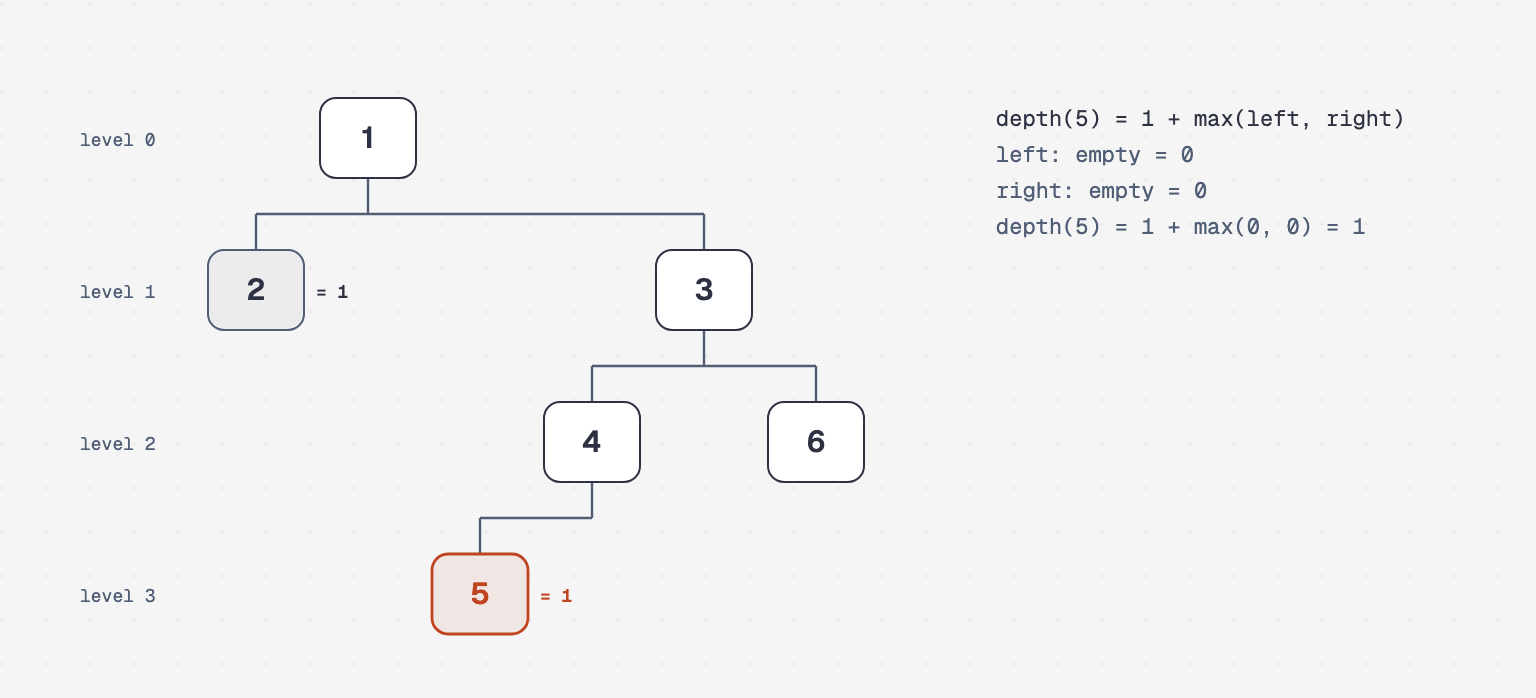 level 0
1
depth(5) = 1 + max(left, right)
left: empty = 0
right: empty = 0
depth(5) = 1 + max(0, 0) = 1
level 1
2 = 1
3
level 2
4
6
level 3
5 = 1